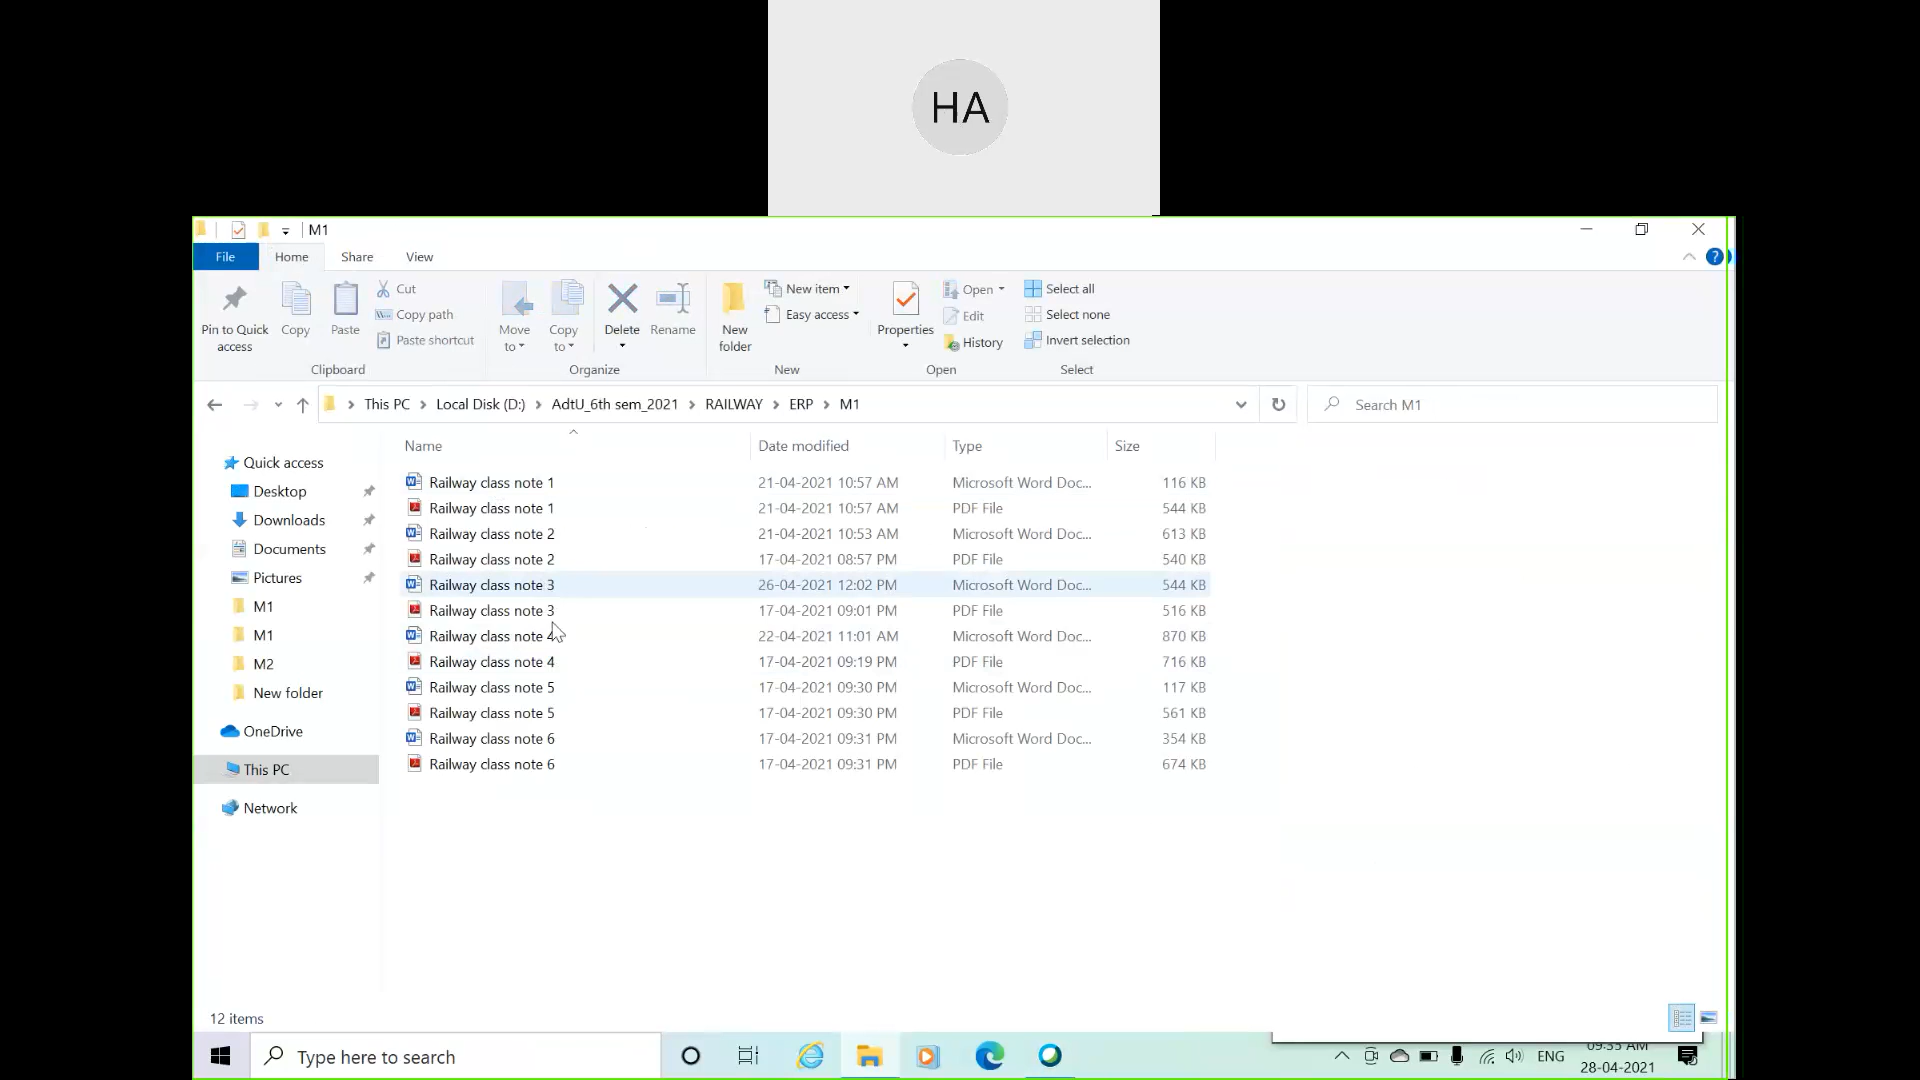 HA
M1
File Home Share View
Pin to Quick access
Copy
Paste
Cut
Copy path
Paste shortcut
Clipboard
Move to
Copy to
Delete
Rename
Organize
New folder
New item
Easy access
New
Properties
Open
Edit
History
Open
Select all
Select none
Invert selection
Select
This PC > Local Disk (D:) > AdtU_6th sem_2021 > RAILWAY > ERP > M1
Search M1
Quick access
Desktop
Downloads
Documents
Pictures
M1
M1
M2
New folder
OneDrive
This PC
Network
Name Date modified Type Size
Railway class note 1 21-04-2021 10:57 AM Microsoft Word Doc... 116 KB
Railway class note 1 21-04-2021 10:57 AM PDF File 544 KB
Railway class note 2 21-04-2021 10:53 AM Microsoft Word Doc... 613 KB
Railway class note 2 17-04-2021 08:57 PM PDF File 540 KB
Railway class note 3 26-04-2021 12:02 PM Microsoft Word Doc... 544 KB
Railway class note 3 17-04-2021 09:01 PM PDF File 516 KB
Railway class note 4 22-04-2021 11:01 AM Microsoft Word Doc... 870 KB
Railway class note 4 17-04-2021 09:19 PM PDF File 716 KB
Railway class note 5 17-04-2021 09:30 PM Microsoft Word Doc... 117 KB
Railway class note 5 17-04-2021 09:30 PM PDF File 561 KB
Railway class note 6 17-04-2021 09:31 PM Microsoft Word Doc... 354 KB
Railway class note 6 17-04-2021 09:31 PM PDF File 674 KB
12 items
Type here to search
ENG
09:35 AM
28-04-2021